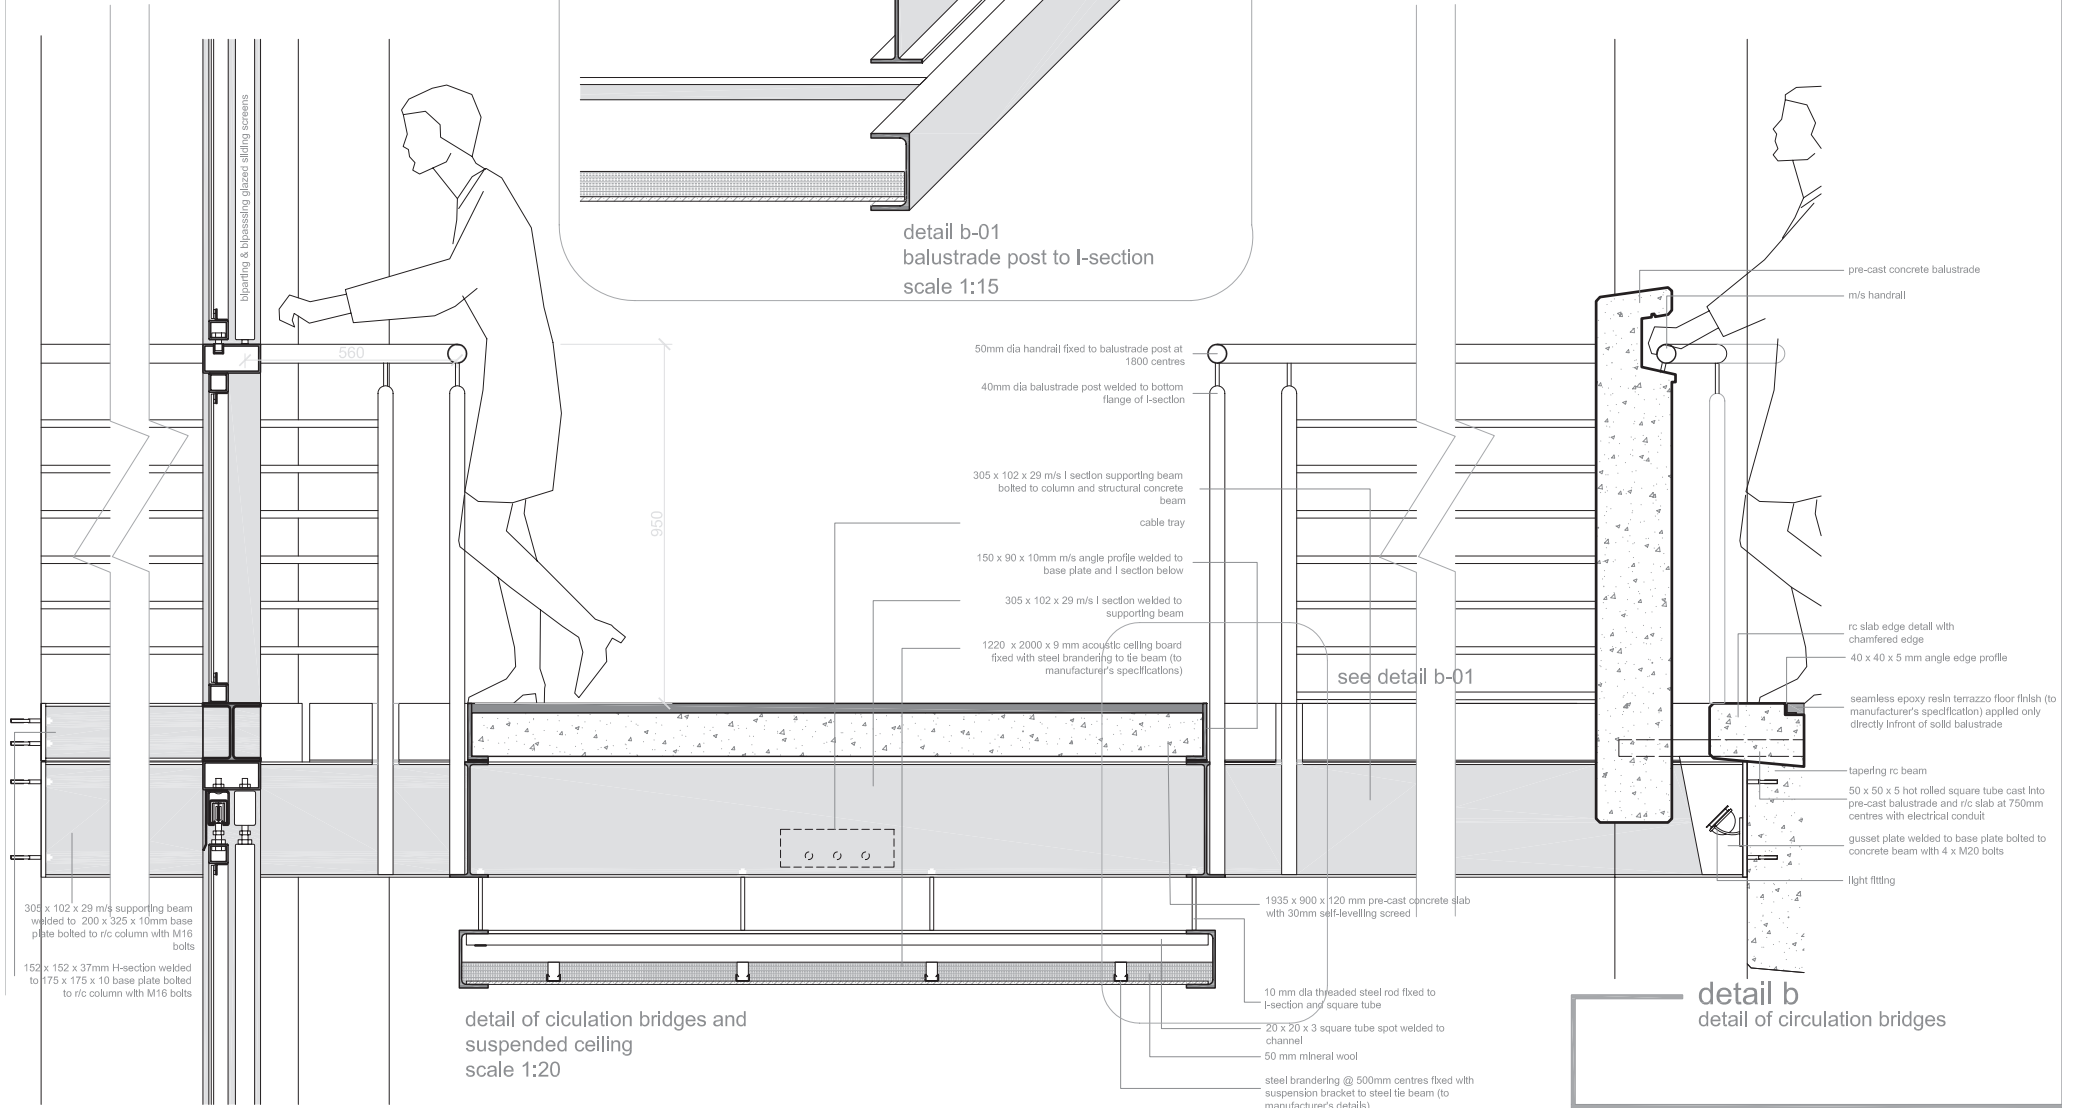 biparting & bipassing glazed sliding screens
detail b-01
balustrade post to I-section
scale 1:15
560
950
50mm dia handrail fixed to balustrade post at
1800 centres
40mm dia balustrade post welded to bottom
flange of I-section
305 x 102 x 29 m/s I section supporting beam
bolted to column and structural concrete
beam
cable tray
150 x 90 x 10mm m/s angle profile welded to
base plate and I section below
305 x 102 x 29 m/s I section welded to
supporting beam
1220 x 2000 x 9 mm acoustic ceiling board
fixed with steel brandering to tie beam (to
manufacturer's specifications)
see detail b-01
pre-cast concrete balustrade
m/s handrail
rc slab edge detail with
chamfered edge
40 x 40 x 5 mm angle edge profile
seamless epoxy resin terrazzo floor finish (to
manufacturer's specification) applied only
directly infront of solid balustrade
tapering rc beam
50 x 50 x 5 hot rolled square tube cast into
pre-cast balustrade and r/c slab at 750mm
centres with electrical conduit
gusset plate welded to base plate bolted to
concrete beam with 4 x M20 bolts
light fitting
305 x 102 x 29 m/s supporting beam
welded to 200 x 325 x 10mm base
plate bolted to r/c column with M16
bolts
152 x 152 x 37mm H-section welded
to 175 x 175 x 10 base plate bolted
to r/c column with M16 bolts
1935 x 900 x 120 mm pre-cast concrete slab
with 30mm self-levelling screed
10 mm dia threaded steel rod fixed to
I-section and square tube
20 x 20 x 3 square tube spot welded to
channel
50 mm mineral wool
steel brandering @ 500mm centres fixed with
suspension bracket to steel tie beam (to
manufacturer's details)
detail of ciculation bridges and
suspended ceiling
scale 1:20
detail b
detail of circulation bridges